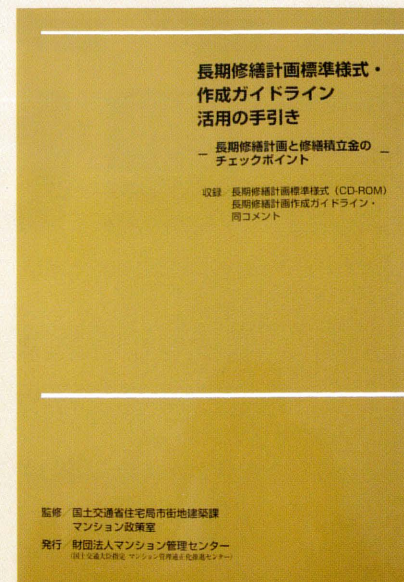 長期修繕計画標準様式・
作成ガイドライン
活用の手引き
― 長期修繕計画と修繕積立金の ―
チェックポイント
収録／長期修繕計画標準様式（CD-ROM）
長期修繕計画作成ガイドライン・
同コメント
監修／国土交通省住宅局市街地建築課
マンション政策室
発行／財団法人マンション管理センター
（国土交通大臣指定 マンション管理適正化推進センター）